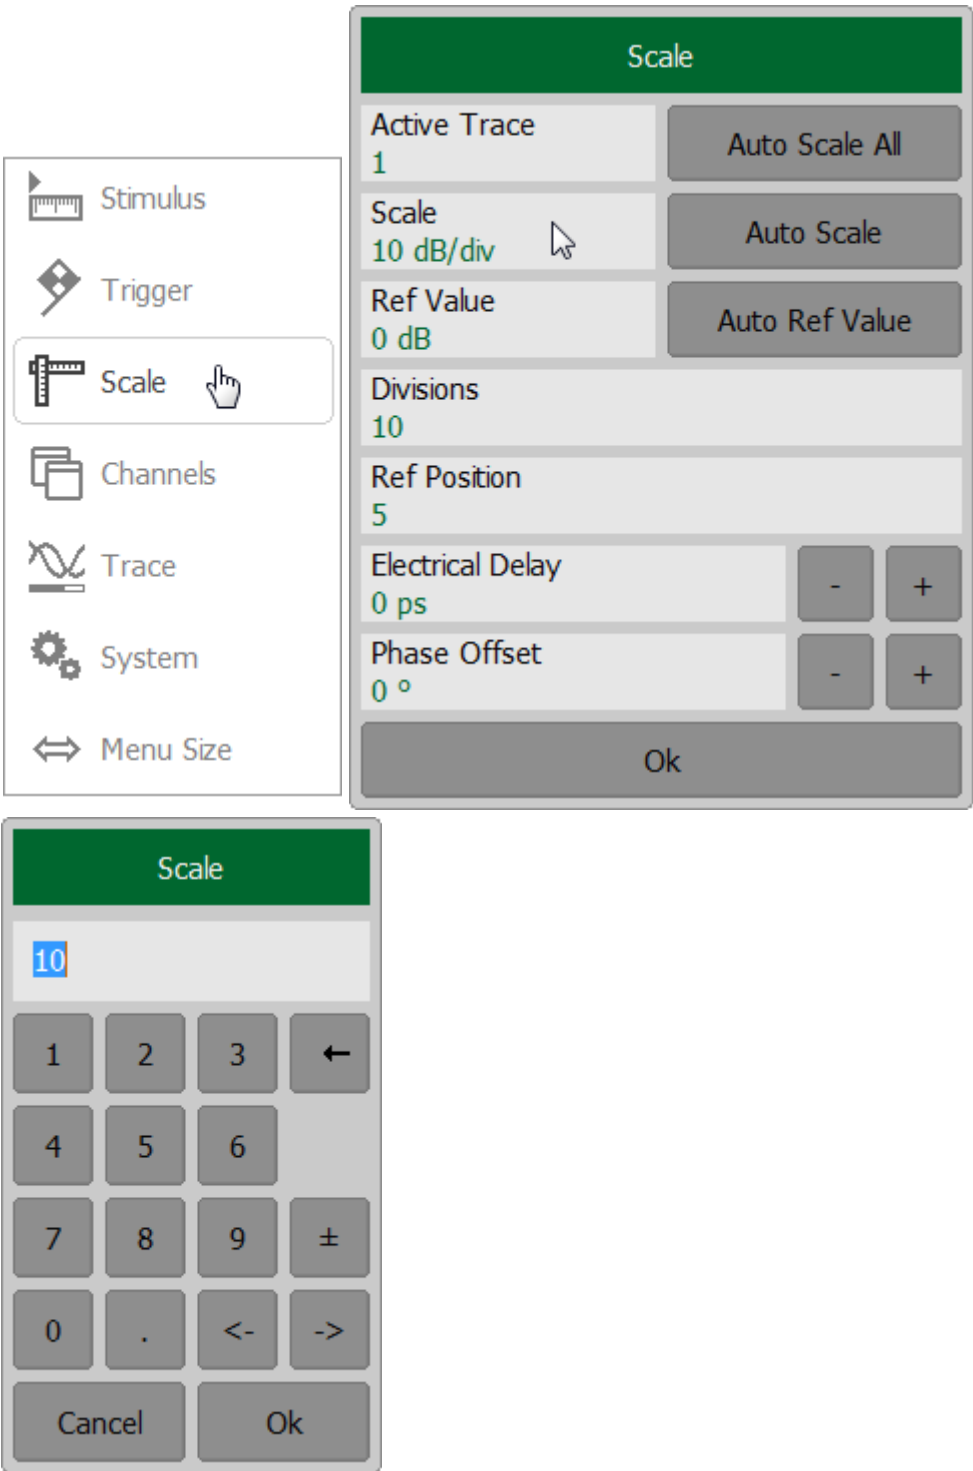 Stimulus
Trigger
Scale
Channels
Trace
System
Menu Size
Scale
Active Trace
1
Auto Scale All
Scale
10 dB/div
Auto Scale
Ref Value
0 dB
Auto Ref Value
Divisions
10
Ref Position
5
Electrical Delay
0 ps
- +
Phase Offset
0 º
- +
Ok
Scale
10
1 2 3 ←
4 5 6
7 8 9 ±
0 . <- ->
Cancel Ok